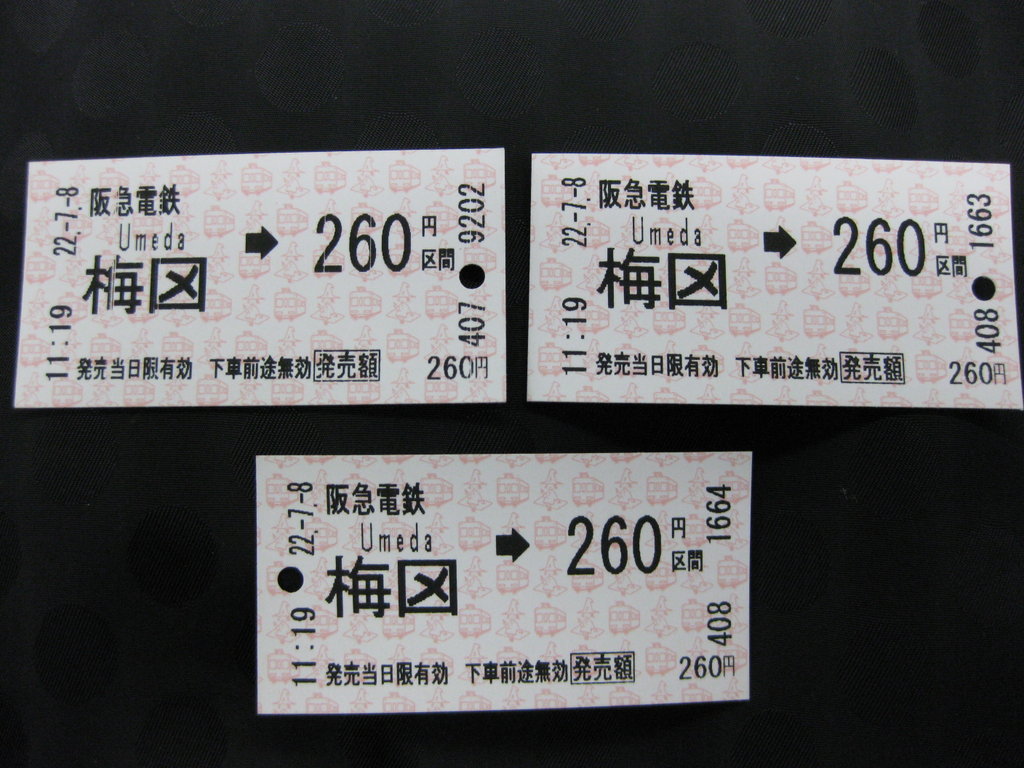 22.-7.-8
阪急電鉄
Umeda
梅田
➡ 260円区間
11:19
発売当日限有効 下車前途無効 発売額 260円
407 9202
22.-7.-8
阪急電鉄
Umeda
梅田
➡ 260円区間
11:19
発売当日限有効 下車前途無効 発売額 260円
408 1663
22.-7.-8
阪急電鉄
Umeda
梅田
➡ 260円区間
11:19
発売当日限有効 下車前途無効 発売額 260円
408 1664